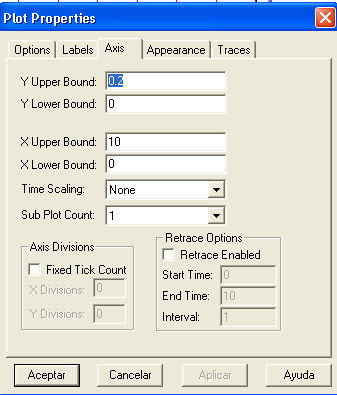 Plot Properties
Options Labels Axis Appearance Traces
Y Upper Bound: 0.2
Y Lower Bound: 0
X Upper Bound: 10
X Lower Bound: 0
Time Scaling: None
Sub Plot Count: 1
Axis Divisions
Fixed Tick Count
X Divisions: 0
Y Divisions: 0
Retrace Options
Retrace Enabled
Start Time: 0
End Time: 10
Interval: 1
Aceptar Cancelar Aplicar Ayuda